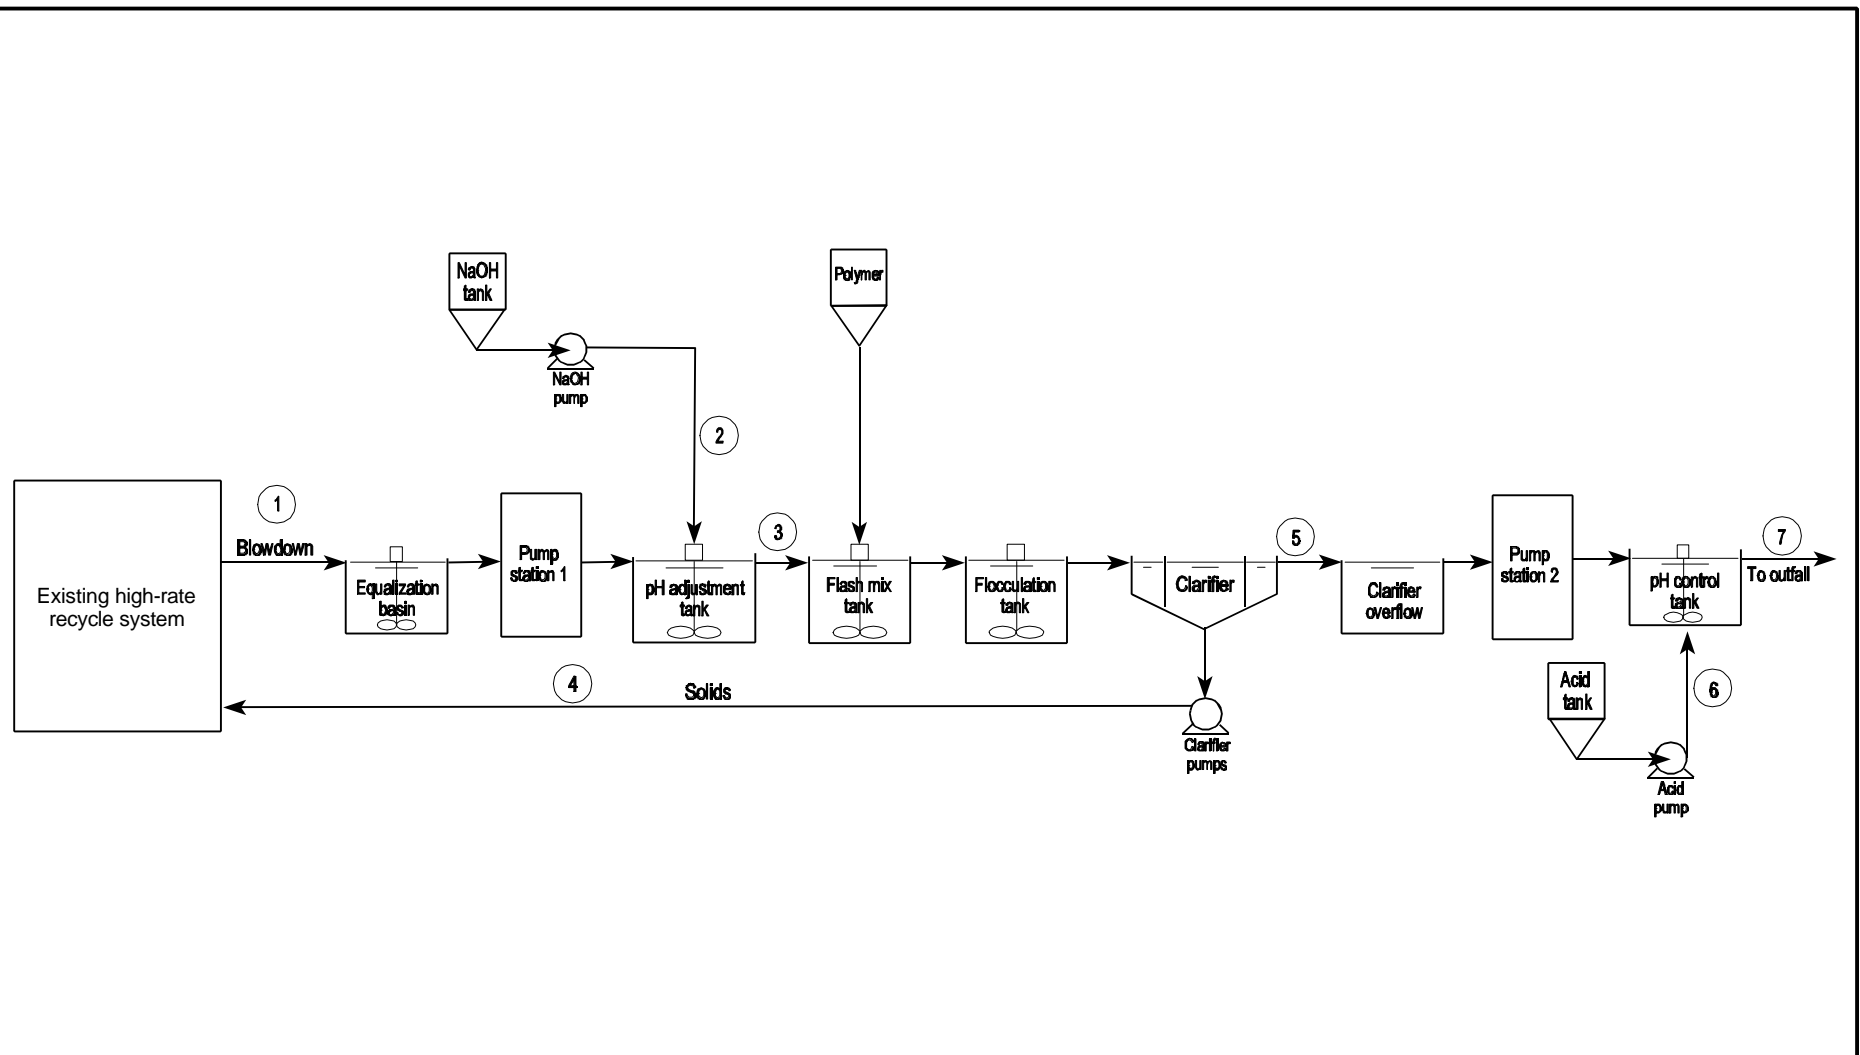 NaOH
tank
Polymer
NaOH
pump
2
1
Blowdown
3
5
7
Existing high-rate
recycle system
Equalization
basin
Pump
station 1
pH adjustment
tank
Flash mix
tank
Flocculation
tank
Clarifier
Clarifier
overflow
Pump
station 2
pH control
tank
To outfall
4
Solids
Clarifier
pumps
Acid
tank
6
Acid
pump